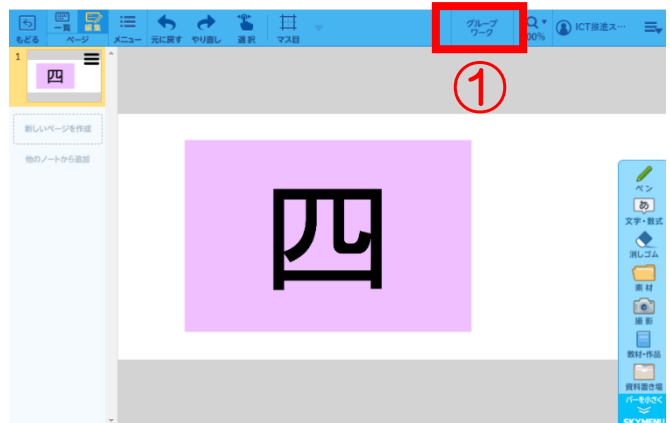 もどる
一覧
編集
ページ
メニュー
元に戻す
やり直し
選択
マス目
グループ
ワーク
100%
ICT推進ス…
①
1
四
新しいページを作成
他のノートから追加
四
ペン
あ
文字・数式
消しゴム
素材
撮影
教材・作品
資料置き場
バーを小さく
SKYMENU